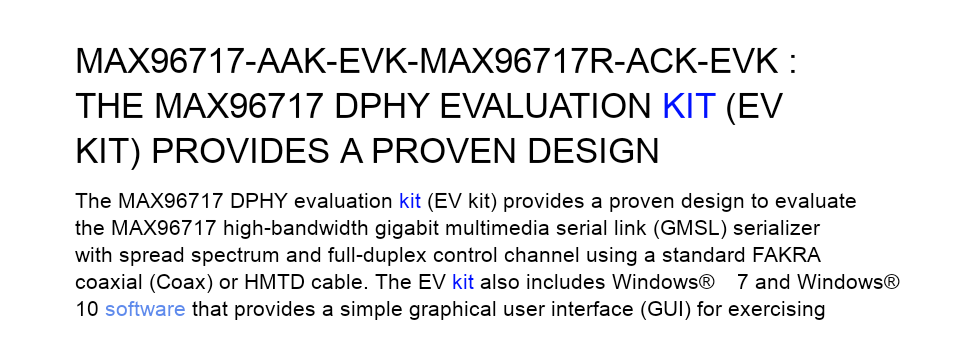 MAX96717-AAK-EVK-MAX96717R-ACK-EVK :
THE MAX96717 DPHY EVALUATION KIT (EV
KIT) PROVIDES A PROVEN DESIGN
The MAX96717 DPHY evaluation kit (EV kit) provides a proven design to evaluate
the MAX96717 high-bandwidth gigabit multimedia serial link (GMSL) serializer
with spread spectrum and full-duplex control channel using a standard FAKRA
coaxial (Coax) or HMTD cable. The EV kit also includes Windows® 7 and Windows®
10 software that provides a simple graphical user interface (GUI) for exercising